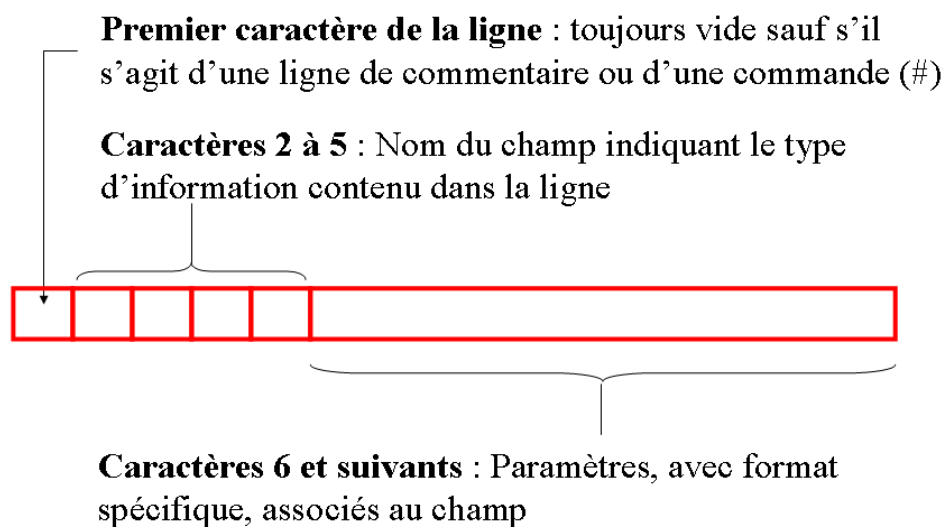 Premier caractère de la ligne : toujours vide sauf s’il
s’agit d’une ligne de commentaire ou d’une commande (#)
Caractères 2 à 5 : Nom du champ indiquant le type
d’information contenu dans la ligne
Caractères 6 et suivants : Paramètres, avec format
spécifique, associés au champ